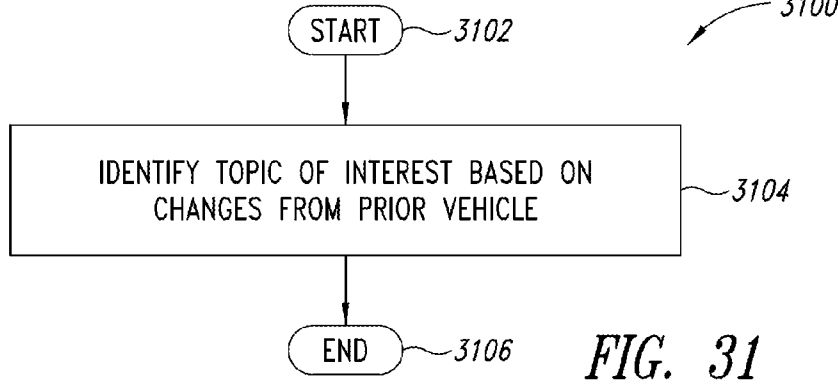 3100
START 3102
IDENTIFY TOPIC OF INTEREST BASED ON
CHANGES FROM PRIOR VEHICLE
3104
END 3106
FIG. 31